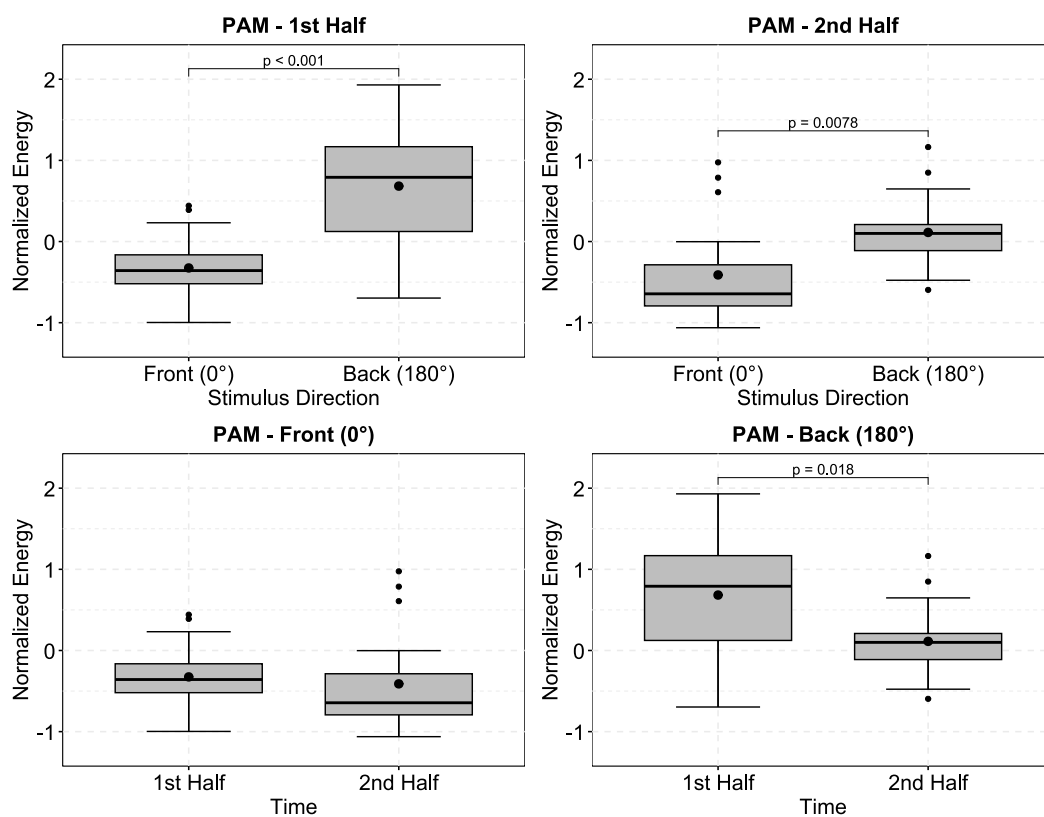 PAM - 1st Half
p < 0.001
Normalized Energy
2
1
0
-1
Front (0°) Back (180°)
Stimulus Direction
PAM - 2nd Half
p = 0.0078
Normalized Energy
2
1
0
-1
Front (0°) Back (180°)
Stimulus Direction
PAM - Front (0°)
Normalized Energy
2
1
0
-1
1st Half 2nd Half
Time
PAM - Back (180°)
p = 0.018
Normalized Energy
2
1
0
-1
1st Half 2nd Half
Time